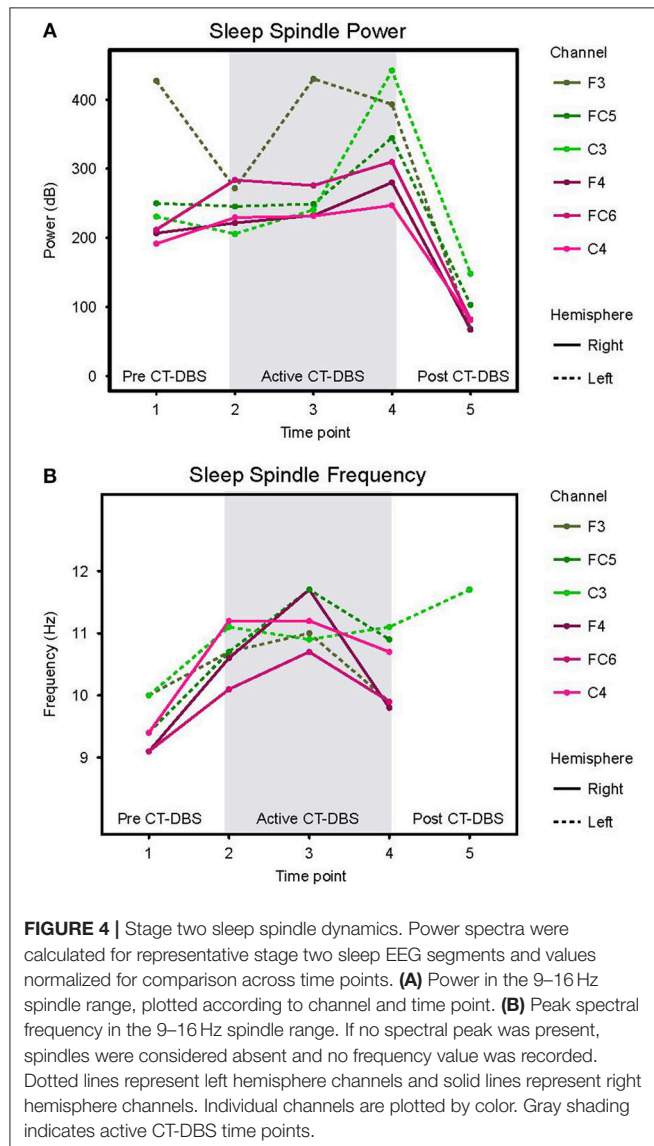 A
Sleep Spindle Power
Power (dB)
400
300
200
100
0
Pre CT-DBS
Active CT-DBS
Post CT-DBS
1
2
3
4
5
Time point
Channel
F3
FC5
C3
F4
FC6
C4
Hemisphere
Right
Left
B
Sleep Spindle Frequency
Frequency (Hz)
12
11
10
9
Pre CT-DBS
Active CT-DBS
Post CT-DBS
1
2
3
4
5
Time point
Channel
F3
FC5
C3
F4
FC6
C4
Hemisphere
Right
Left
FIGURE 4 | Stage two sleep spindle dynamics. Power spectra were
calculated for representative stage two sleep EEG segments and values
normalized for comparison across time points. (A) Power in the 9–16 Hz
spindle range, plotted according to channel and time point. (B) Peak spectral
frequency in the 9–16 Hz spindle range. If no spectral peak was present,
spindles were considered absent and no frequency value was recorded.
Dotted lines represent left hemisphere channels and solid lines represent right
hemisphere channels. Individual channels are plotted by color. Gray shading
indicates active CT-DBS time points.